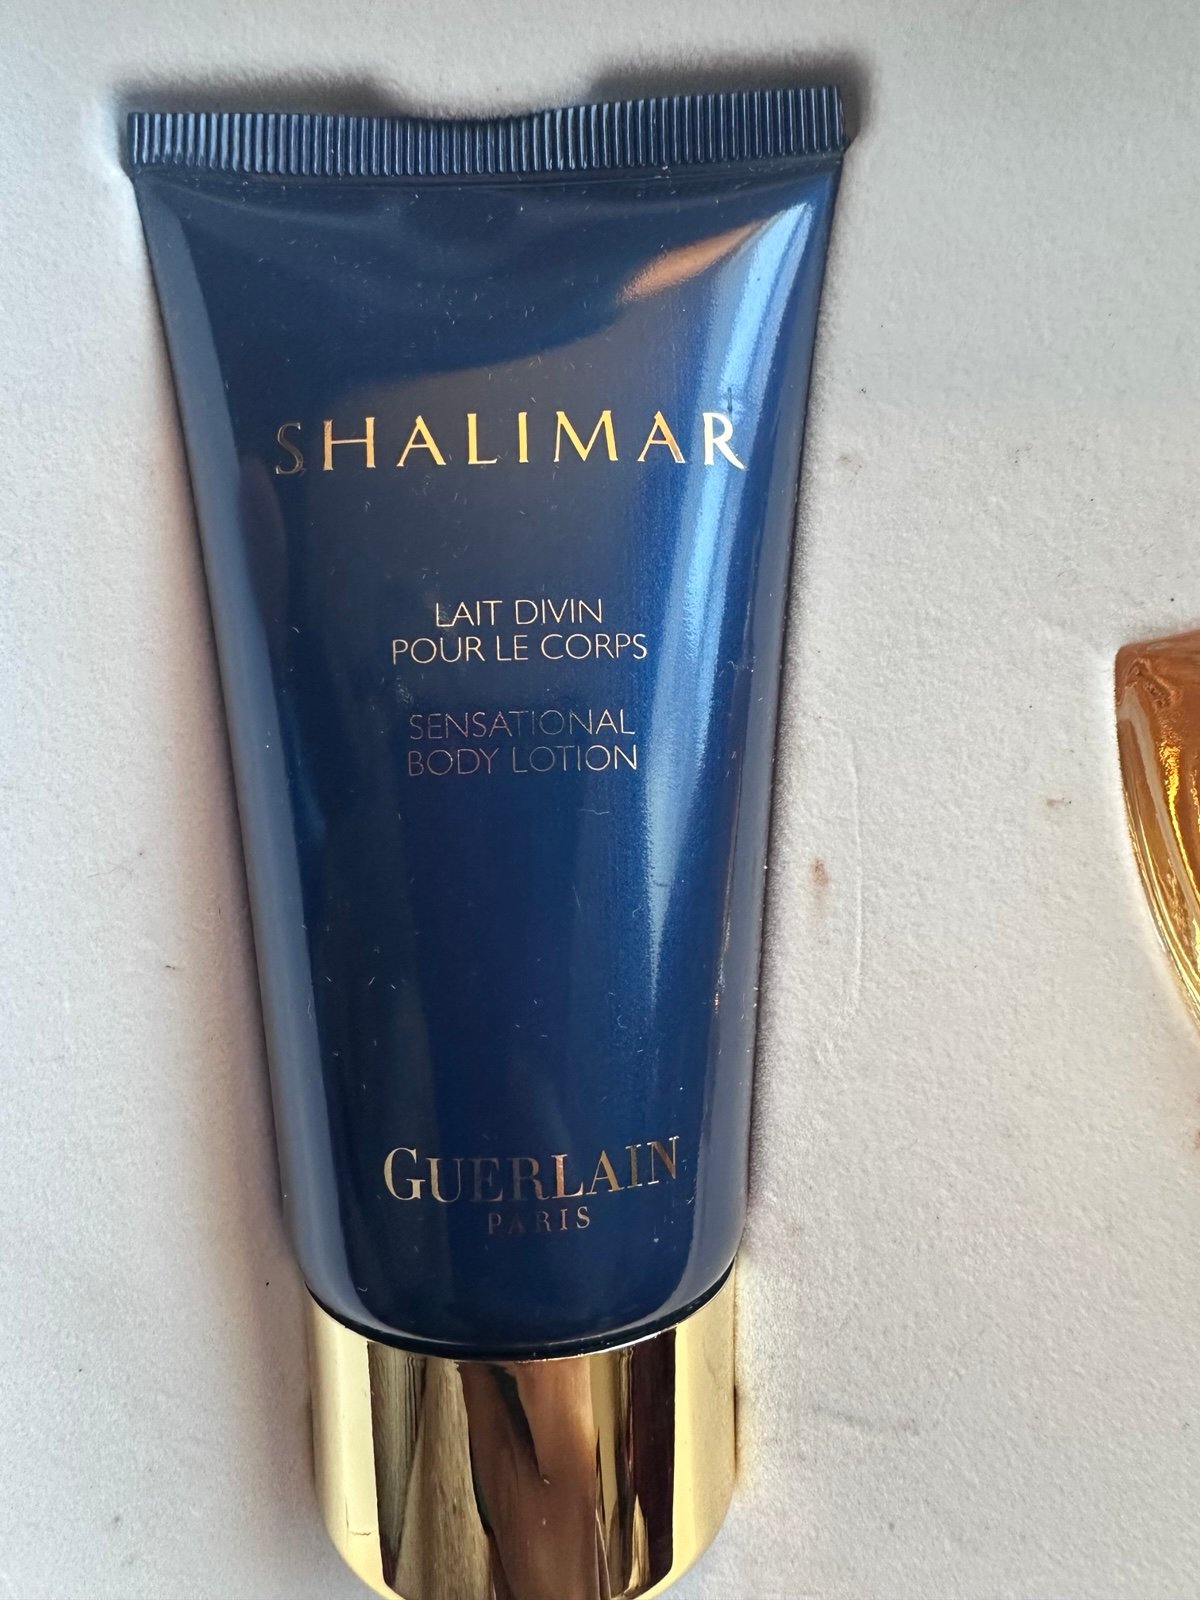 SHALIMAR
LAIT DIVIN
POUR LE CORPS
SENSATIONAL
BODY LOTION
GUERLAIN
PARIS